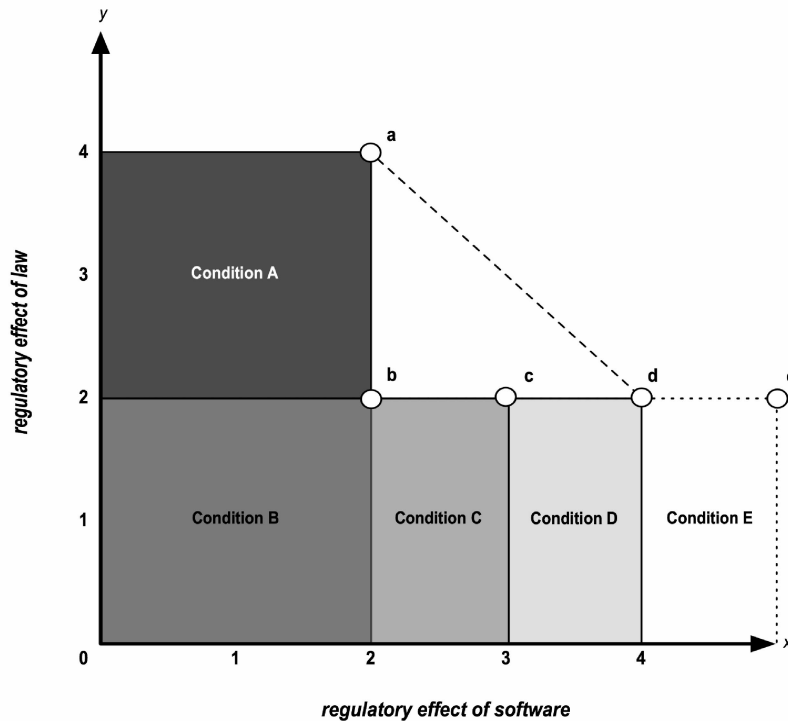 y
a
4
Condition A
3
regulatory effect of law
b
c
d
2
1
Condition B
Condition C
Condition D
Condition E
0
1
2
3
4
x
regulatory effect of software